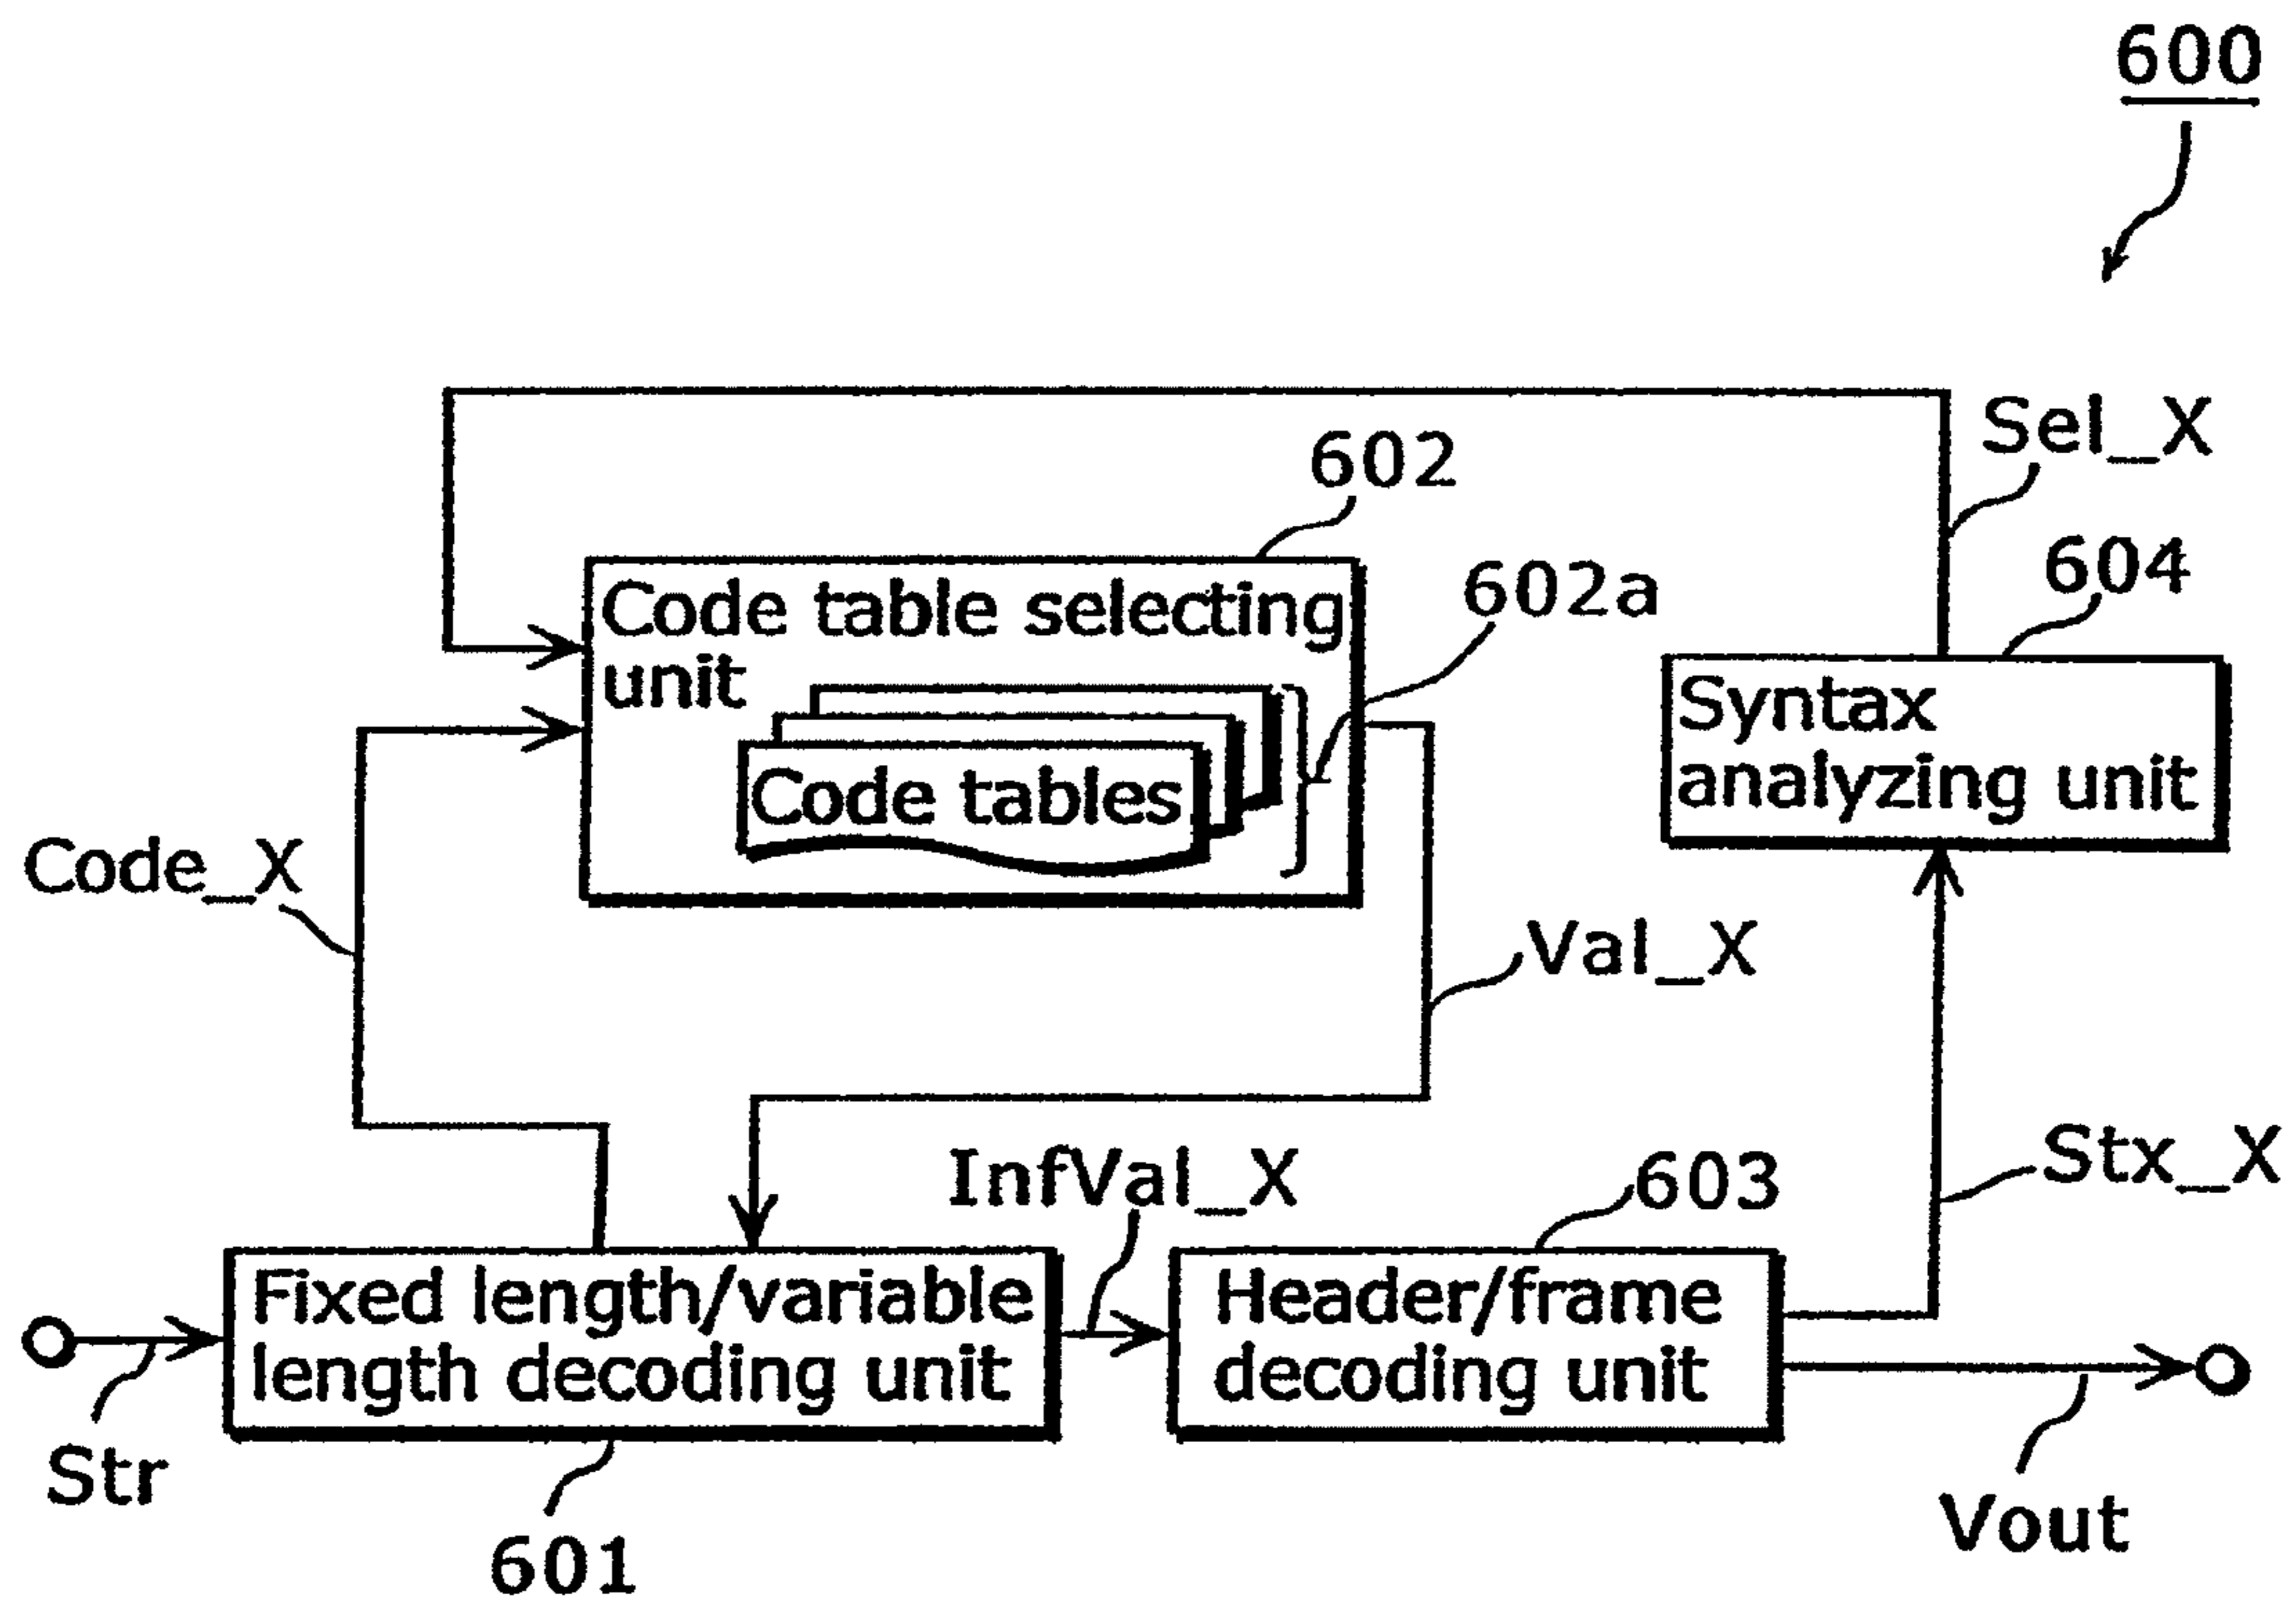 600
Sel_X
602
604
602a
Code table selecting
unit
Code tables
Syntax
analyzing unit
Code_X
Val_X
Stx_X
InfVal_X
603
Fixed length/variable
length decoding unit
Header/frame
decoding unit
Str
Vout
601